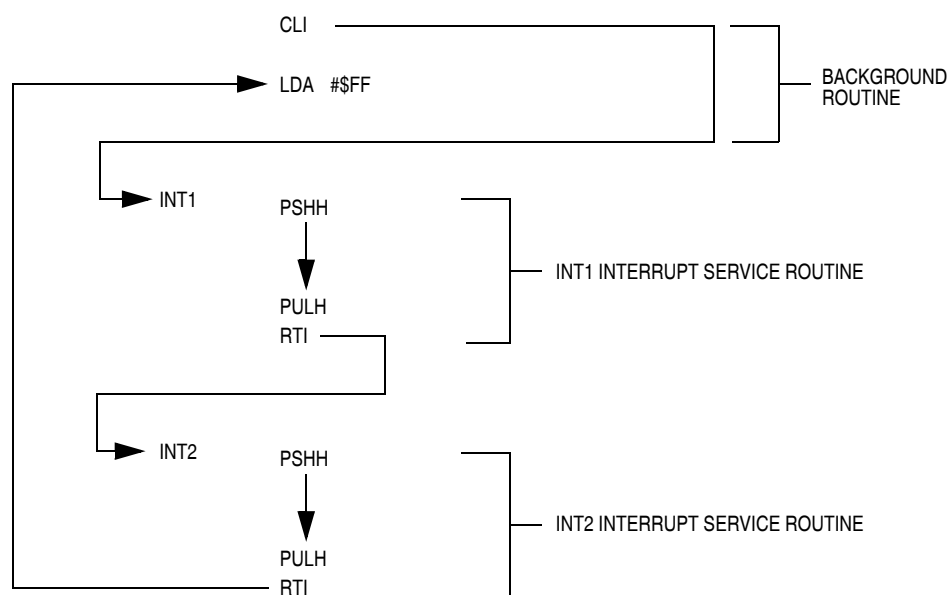 CLI
LDA #$FF
BACKGROUND
ROUTINE
INT1
PSHH
INT1 INTERRUPT SERVICE ROUTINE
PULH
RTI
INT2
PSHH
INT2 INTERRUPT SERVICE ROUTINE
PULH
RTI